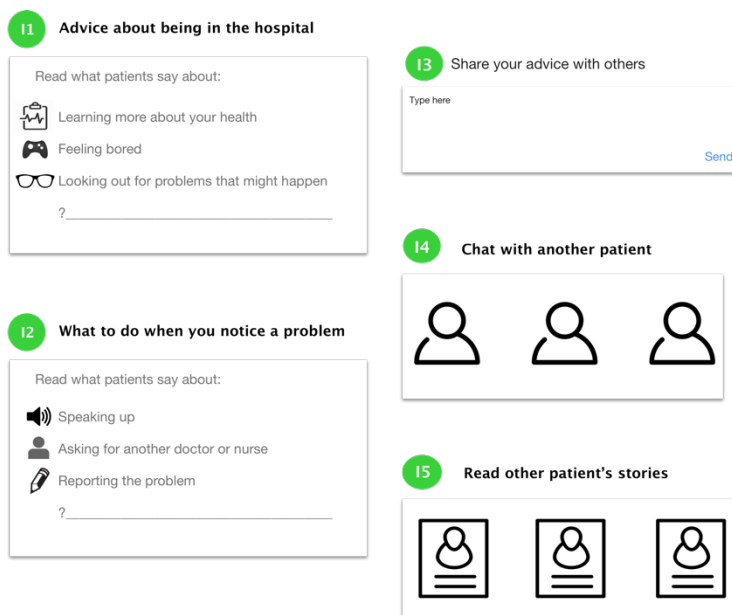 I1 Advice about being in the hospital
Read what patients say about:
Learning more about your health
Feeling bored
Looking out for problems that might happen
?________________________________
I2 What to do when you notice a problem
Read what patients say about:
Speaking up
Asking for another doctor or nurse
Reporting the problem
?________________________________
I3 Share your advice with others
Type here
Send
I4 Chat with another patient
I5 Read other patient’s stories